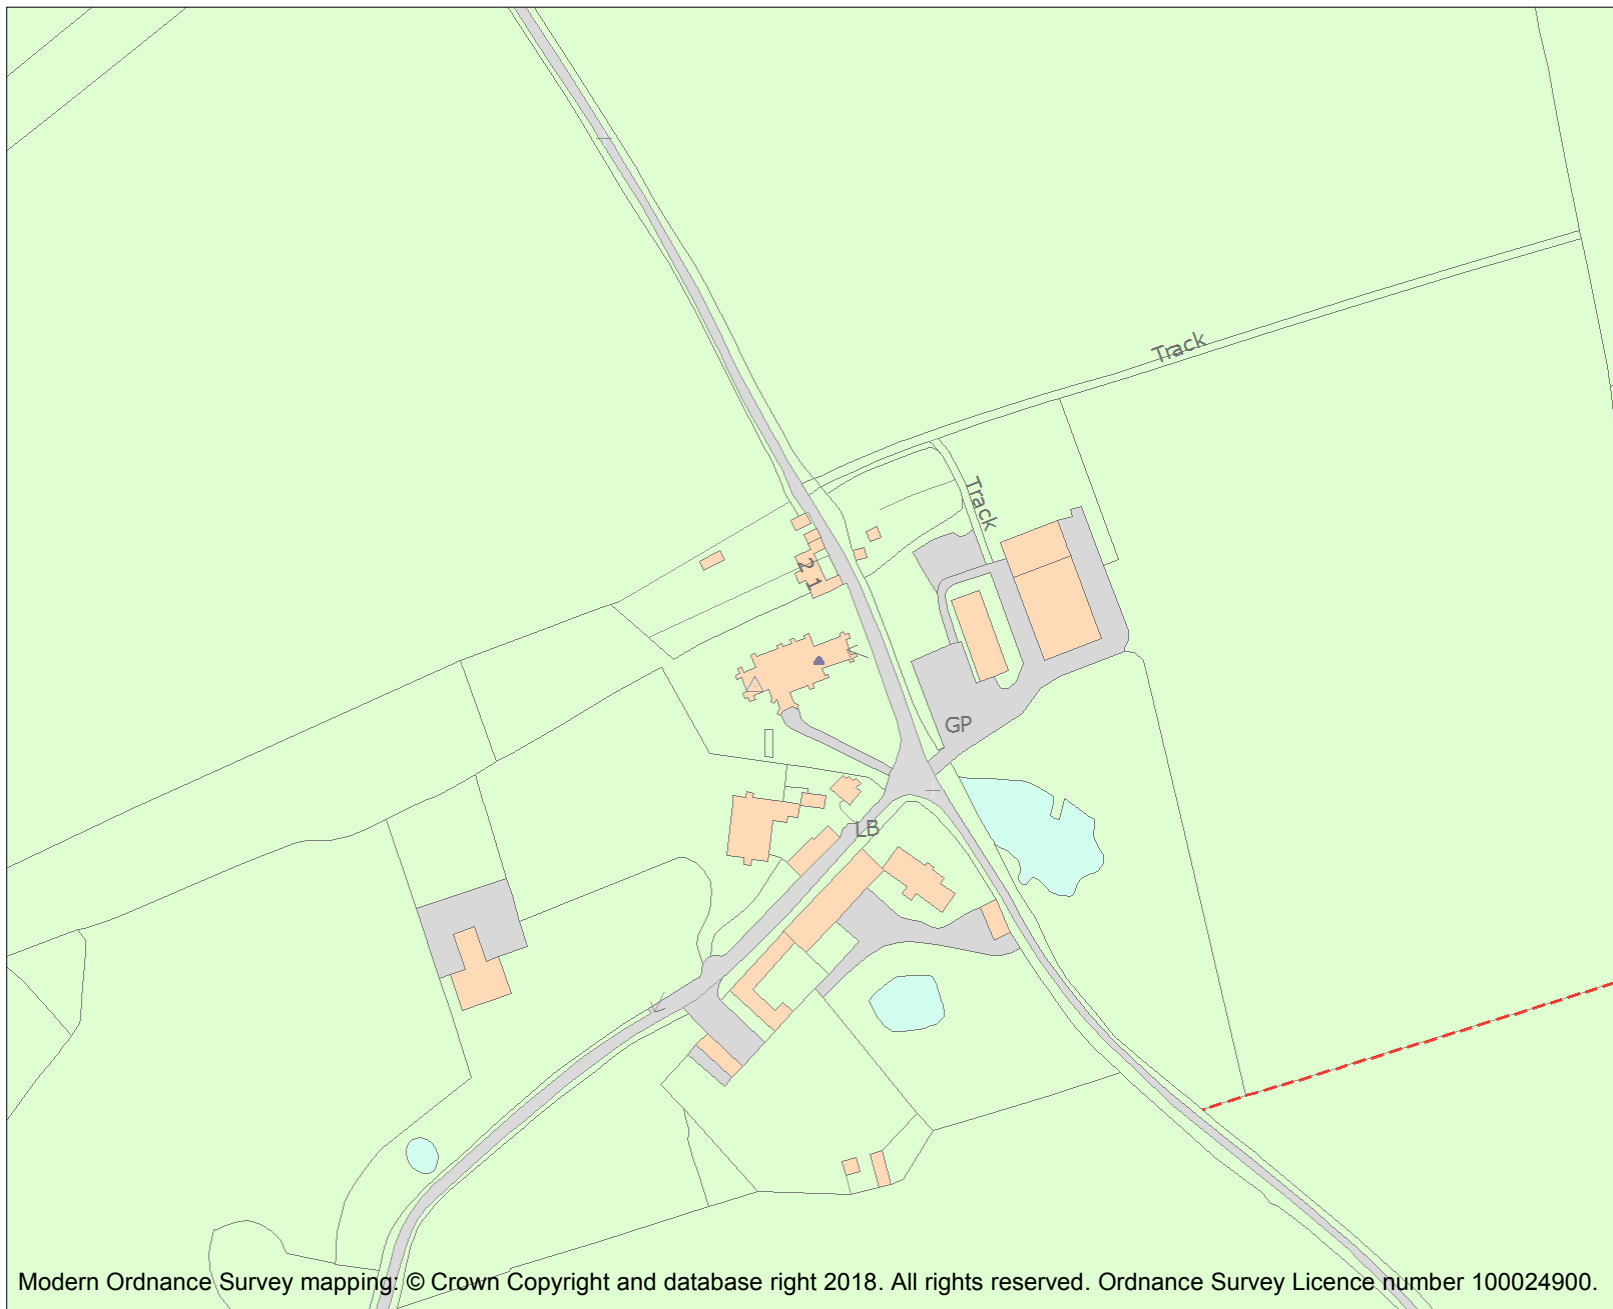 Track
Track
2
1
GP
LB
Modern Ordnance Survey mapping: © Crown Copyright and database right 2018. All rights reserved. Ordnance Survey Licence number 100024900.